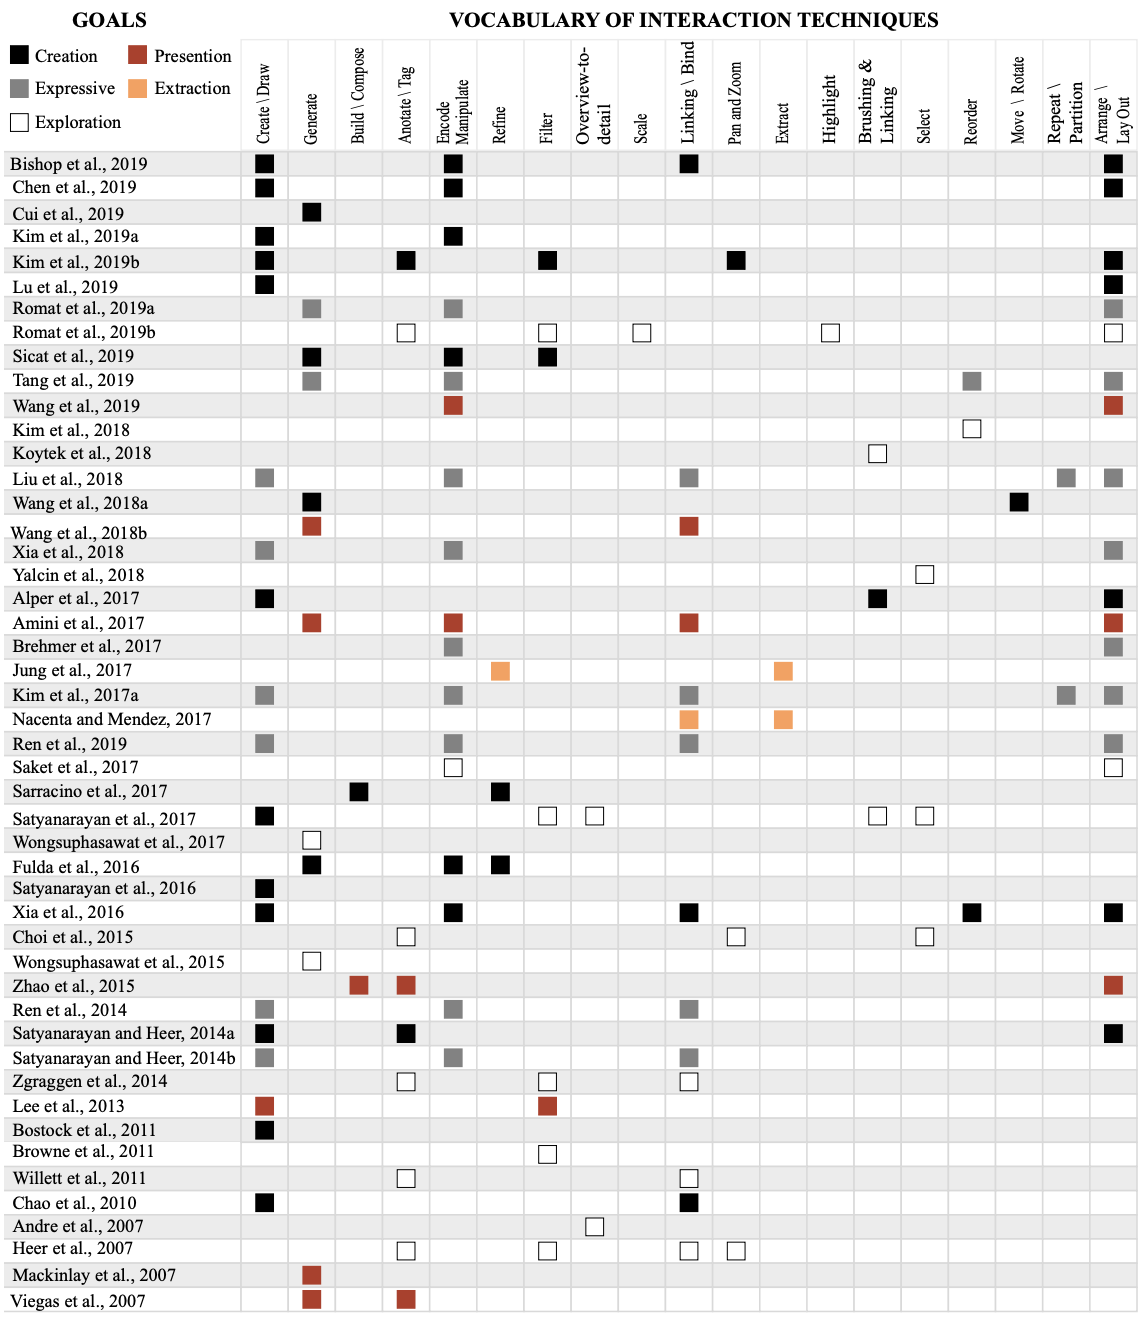 GOALS
VOCABULARY OF INTERACTION TECHNIQUES
Creation
Presention
Expressive
Extraction
Exploration
Create \ Draw
Generate
Build \ Compose
Anotate \ Tag
Encode
Manipulate
Refine
Filter
Overview-to-
detail
Scale
Linking \ Bind
Pan and Zoom
Extract
Highlight
Brushing &
Linking
Select
Reorder
Move \ Rotate
Repeat \
Partition
Arrange \
Lay Out
Bishop et al., 2019
Chen et al., 2019
Cui et al., 2019
Kim et al., 2019a
Kim et al., 2019b
Lu et al., 2019
Romat et al., 2019a
Romat et al., 2019b
Sicat et al., 2019
Tang et al., 2019
Wang et al., 2019
Kim et al., 2018
Koytek et al., 2018
Liu et al., 2018
Wang et al., 2018a
Wang et al., 2018b
Xia et al., 2018
Yalcin et al., 2018
Alper et al., 2017
Amini et al., 2017
Brehmer et al., 2017
Jung et al., 2017
Kim et al., 2017a
Nacenta and Mendez, 2017
Ren et al., 2019
Saket et al., 2017
Sarracino et al., 2017
Satyanarayan et al., 2017
Wongsuphasawat et al., 2017
Fulda et al., 2016
Satyanarayan et al., 2016
Xia et al., 2016
Choi et al., 2015
Wongsuphasawat et al., 2015
Zhao et al., 2015
Ren et al., 2014
Satyanarayan and Heer, 2014a
Satyanarayan and Heer, 2014b
Zgraggen et al., 2014
Lee et al., 2013
Bostock et al., 2011
Browne et al., 2011
Willett et al., 2011
Chao et al., 2010
Andre et al., 2007
Heer et al., 2007
Mackinlay et al., 2007
Viegas et al., 2007